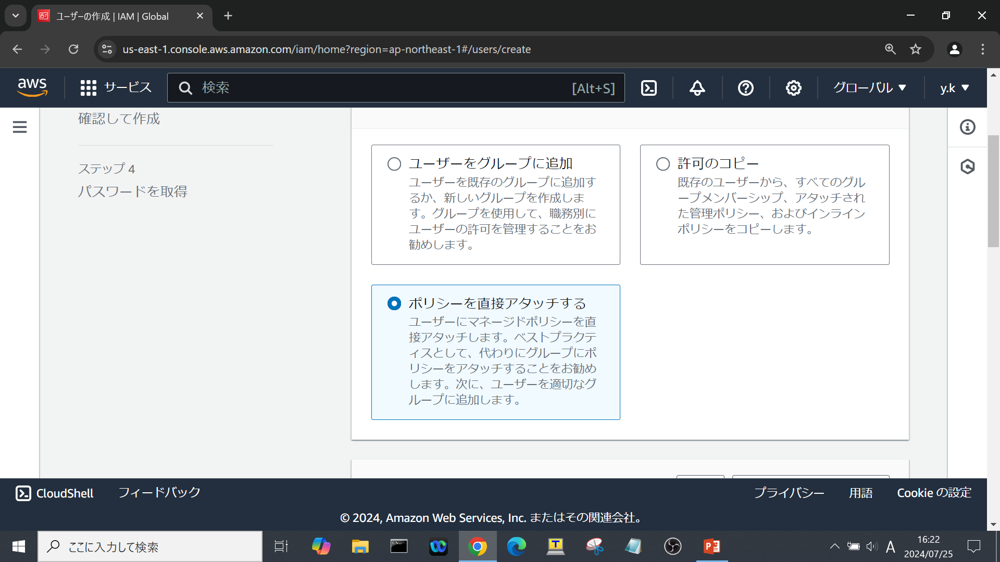 ユーザーの作成 | IAM | Global
us-east-1.console.aws.amazon.com/iam/home?region=ap-northeast-1#/users/create
aws
サービス
検索
[Alt+S]
グローバル
y.k
確認して作成
ステップ 4
パスワードを取得
ユーザーをグループに追加
ユーザーを既存のグループに追加す
るか、新しいグループを作成しま
す。グループを使用して、職務別に
ユーザーの許可を管理することをお
勧めします。
許可のコピー
既存のユーザーから、すべてのグル
ープメンバーシップ、アタッチされ
た管理ポリシー、およびインライン
ポリシーをコピーします。
ポリシーを直接アタッチする
ユーザーにマネージドポリシーを直
接アタッチします。ベストプラクテ
ィスとして、代わりにグループにポ
リシーをアタッチすることをお勧め
します。次に、ユーザーを適切なグ
ループに追加します。
CloudShell
フィードバック
プライバシー
用語
Cookie の設定
© 2024, Amazon Web Services, Inc. またはその関連会社。
ここに入力して検索
A
16:22
2024/07/25